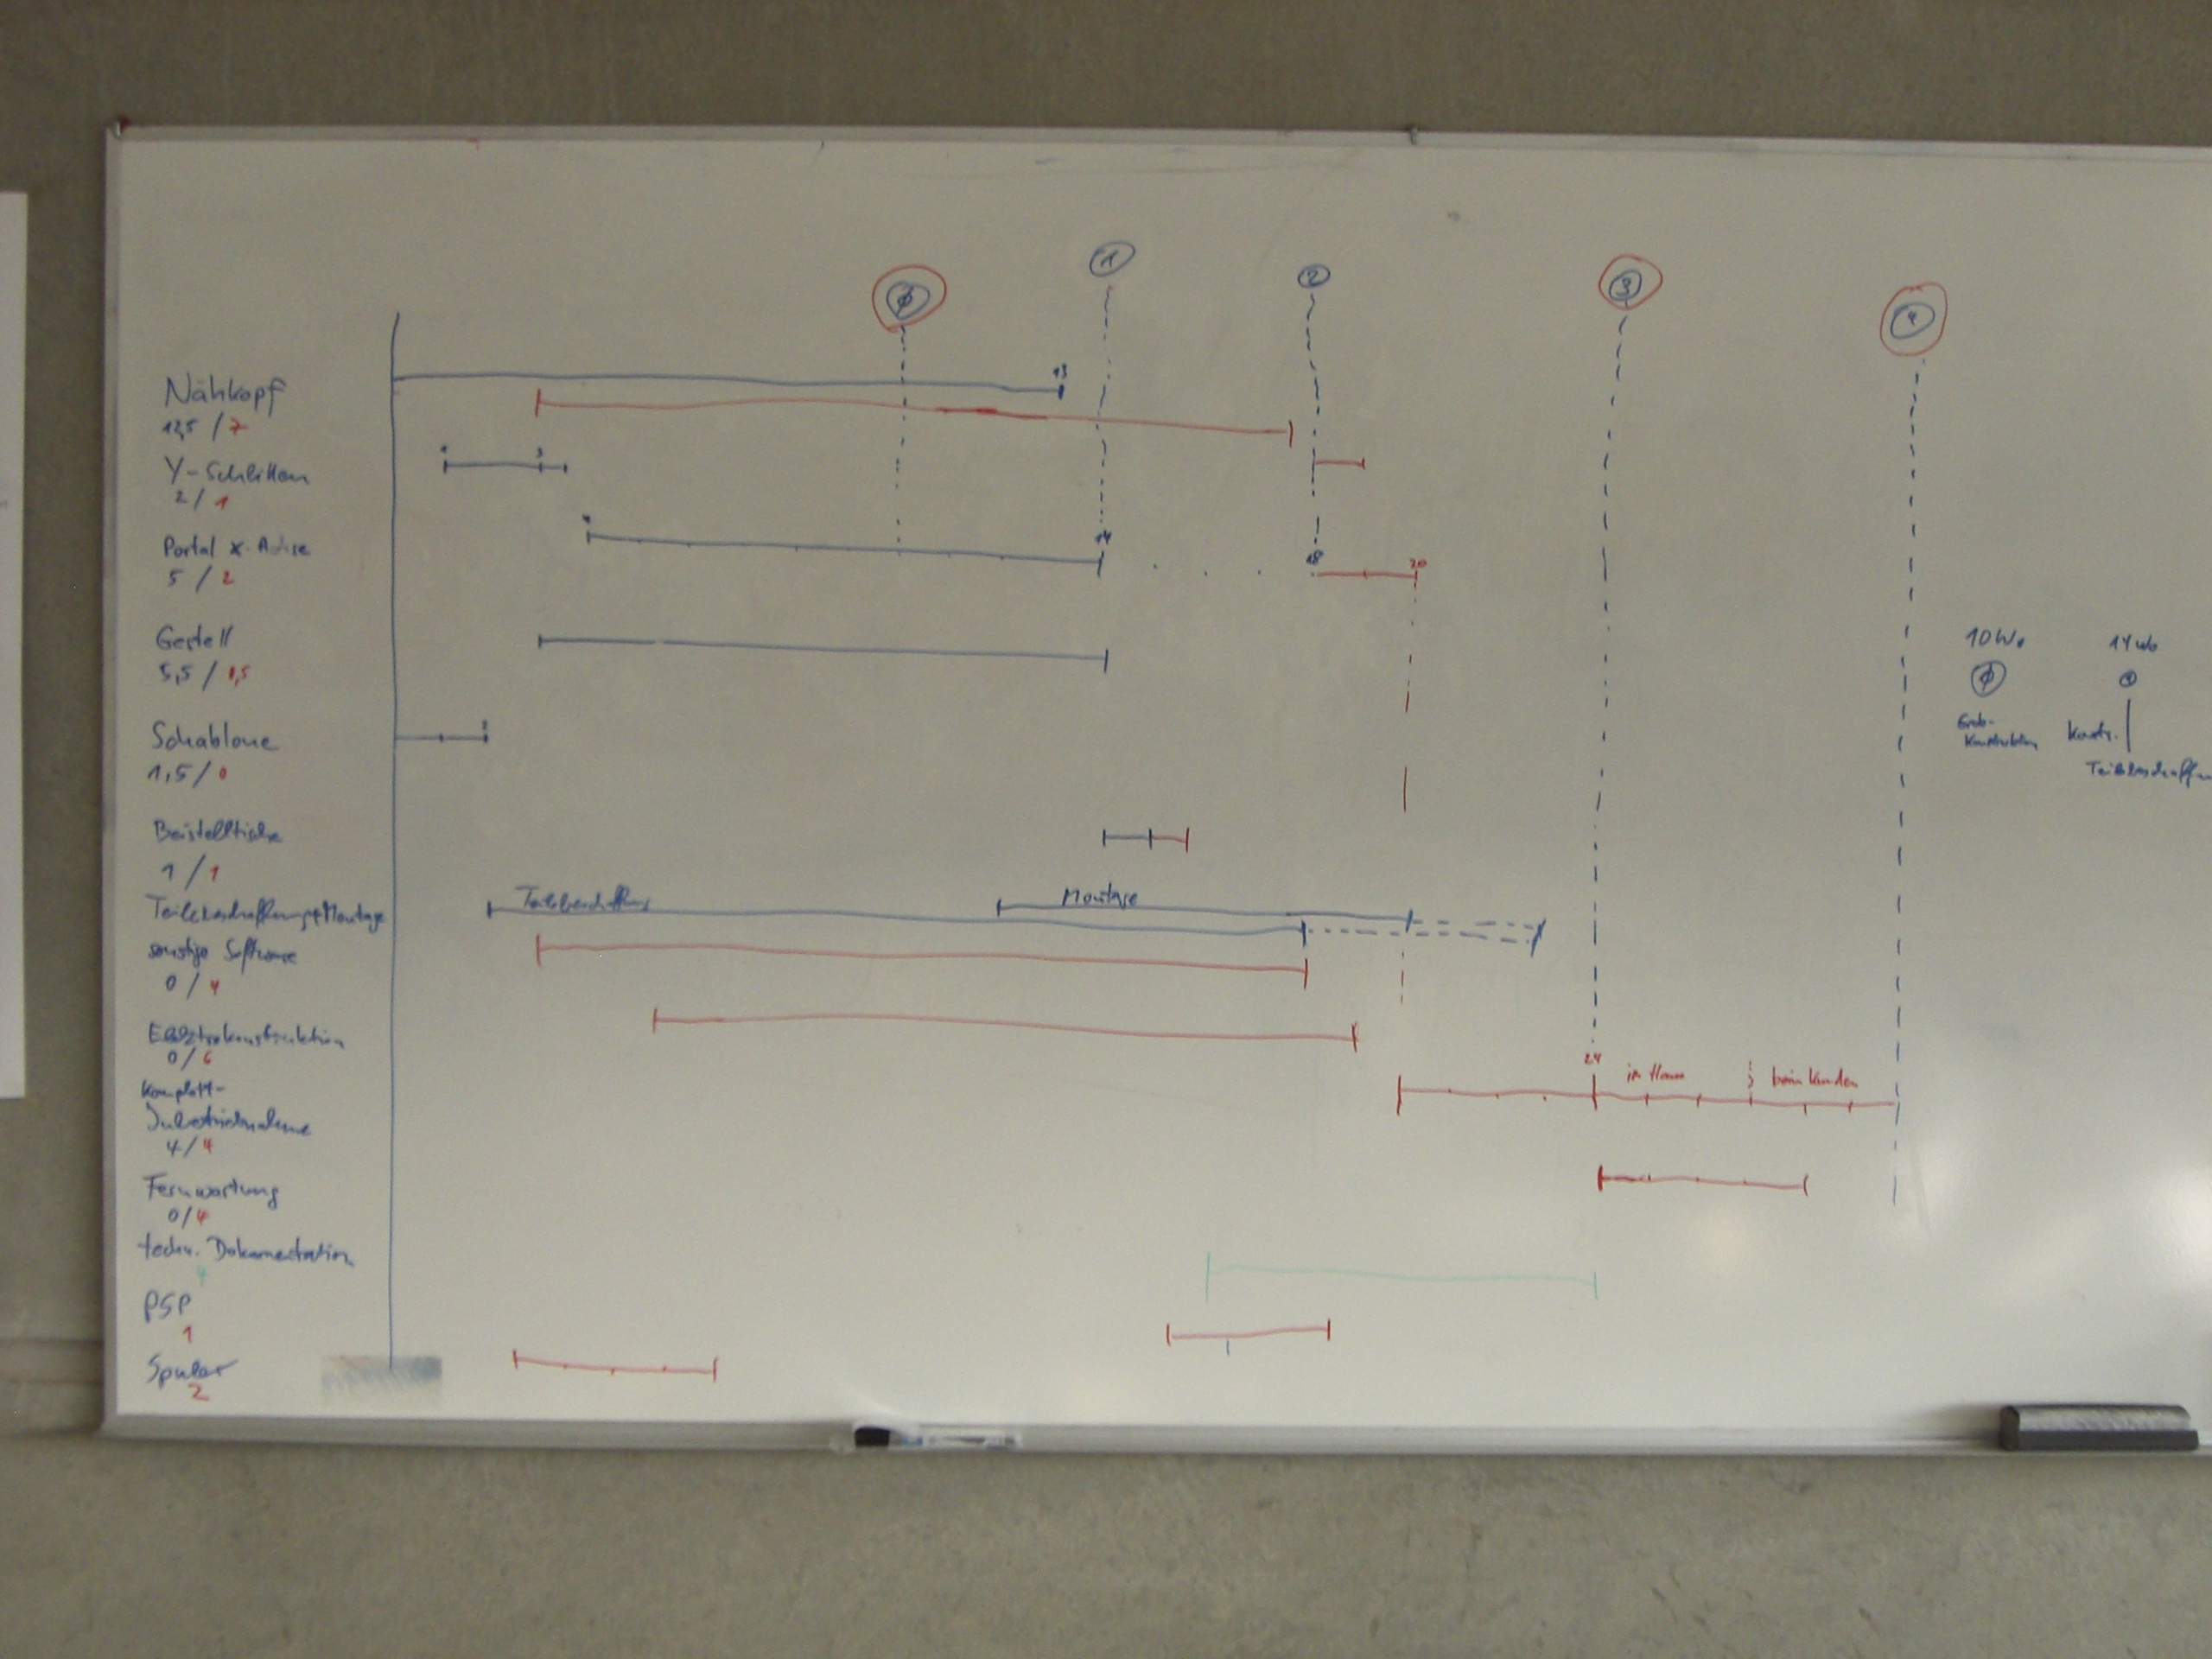 ø
1
2
3
4
Nähkopf
13
12,5 / 7
Y-Schlitten
3
2 / 1
4
Portal X-Achse
14
18
20
5 / 2
Gestell
5,5 / 0,5
10 Wo
14 Wo
ø
Grob-
Konstruktion
Konstr.
Schablone
2
1,5 / 0
Beistelltische
1 / 1
Teilebeschaffung+Montage
Teilebeschaffung
Montage
sonstige Software
0 / 4
Elektrokonstruktion
0 / 6
Komplett-
Inbetriebnahme
4 / 4
24
im Haus
beim Kunden
Fernwartung
0/4
techn. Dokumentation
4
PSP
1
Spuler
2